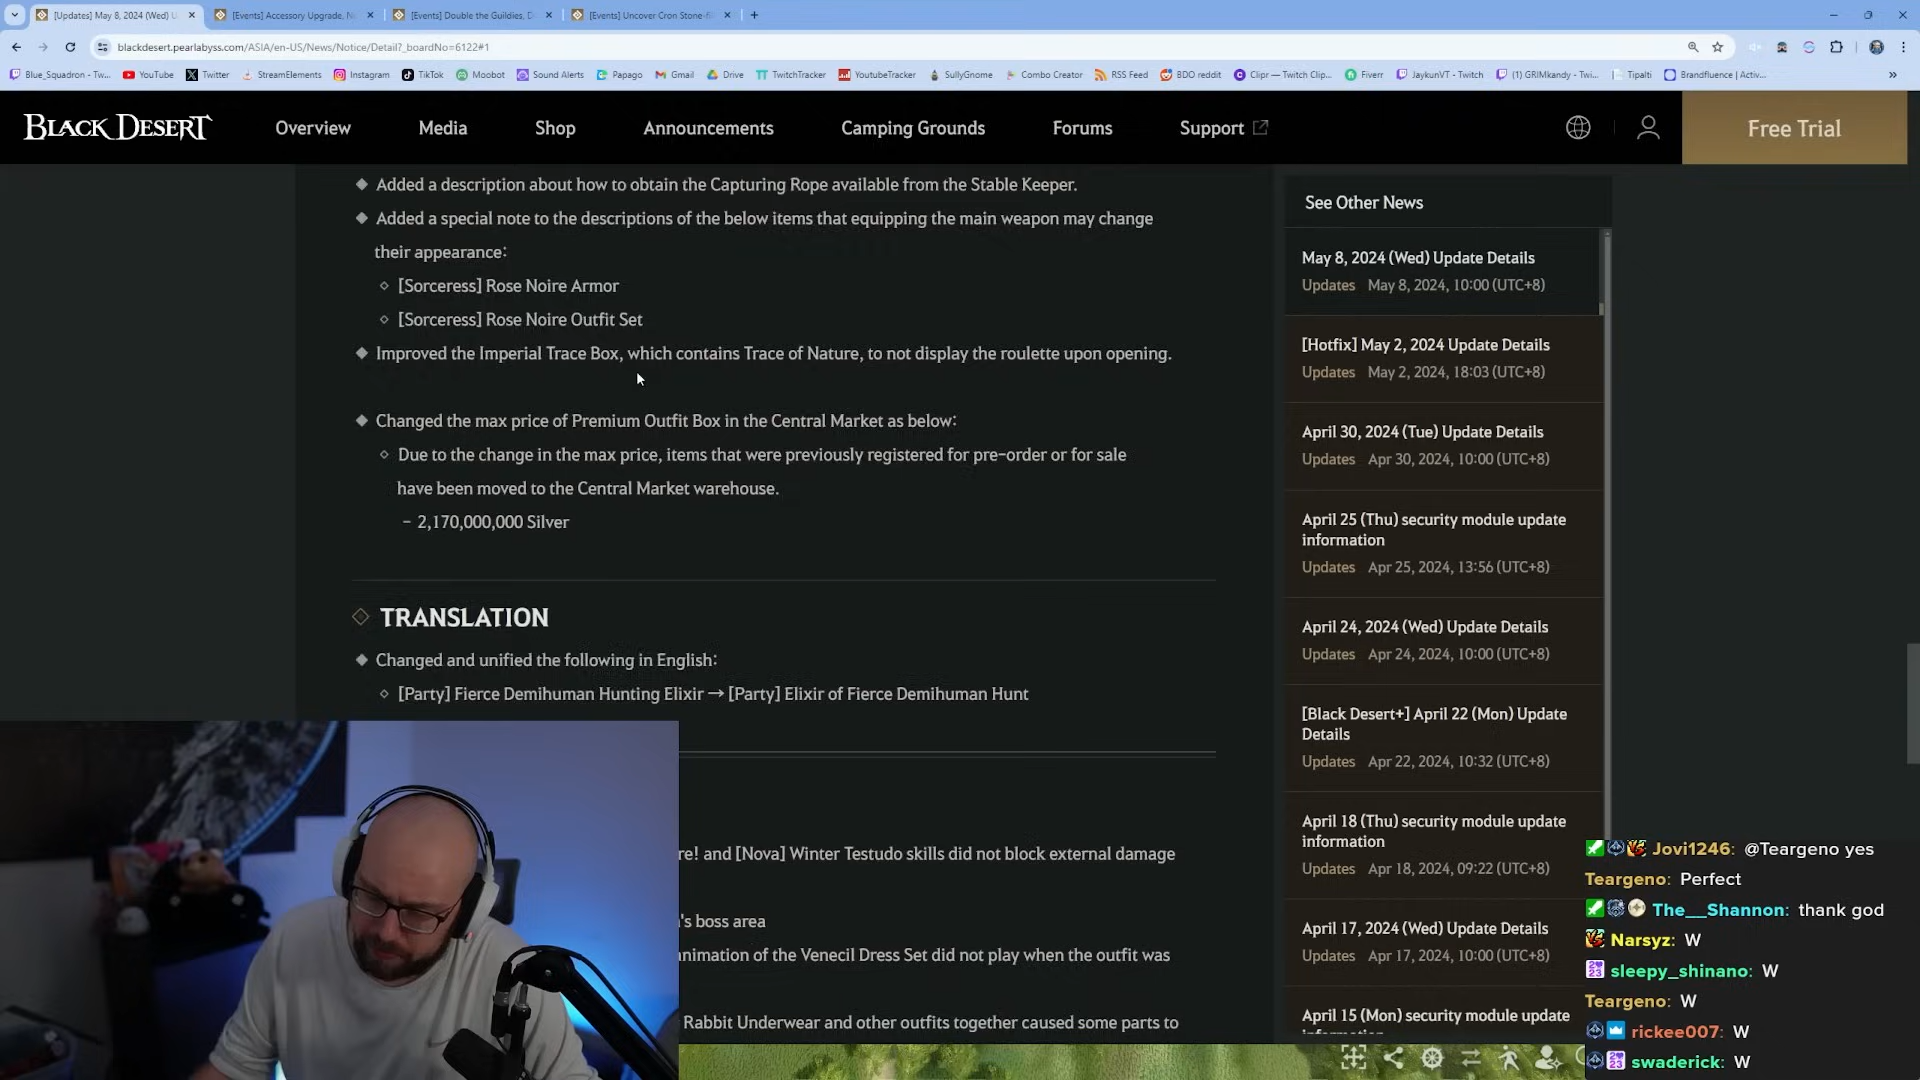 [Updates] May 8, 2024 (Wed) U
[Events] Accessory Upgrade, N
[Events] Double the Guildies, D
[Events] Uncover Cron Stone
blackdesert.pearlabyss.com/ASIA/en-US/News/Notice/Detail?_boardNo=6122#1
Blue_Squadron - Tw... YouTube Twitter StreamElements Instagram TikTok Moobot Sound Alerts Papago Gmail Drive TwitchTracker YoutubeTracker SullyGnome Combo Creator RSS Feed BDO reddit Clipr — Twitch Clip... Fiverr JaykunVT - Twitch (1) GRIMkandy - Twi... Tipalti Brandfluence | Activ...
BLACK DESERT Overview Media Shop Announcements Camping Grounds Forums Support Free Trial
Added a description about how to obtain the Capturing Rope available from the Stable Keeper.
Added a special note to the descriptions of the below items that equipping the main weapon may change
their appearance:
[Sorceress] Rose Noire Armor
[Sorceress] Rose Noire Outfit Set
Improved the Imperial Trace Box, which contains Trace of Nature, to not display the roulette upon opening.
Changed the max price of Premium Outfit Box in the Central Market as below:
Due to the change in the max price, items that were previously registered for pre-order or for sale
have been moved to the Central Market warehouse.
- 2,170,000,000 Silver
TRANSLATION
Changed and unified the following in English:
[Party] Fierce Demihuman Hunting Elixir → [Party] Elixir of Fierce Demihuman Hunt
re! and [Nova] Winter Testudo skills did not block external damage
's boss area
nimation of the Venecil Dress Set did not play when the outfit was
Rabbit Underwear and other outfits together caused some parts to
See Other News
May 8, 2024 (Wed) Update Details
Updates May 8, 2024, 10:00 (UTC+8)
[Hotfix] May 2, 2024 Update Details
Updates May 2, 2024, 18:03 (UTC+8)
April 30, 2024 (Tue) Update Details
Updates Apr 30, 2024, 10:00 (UTC+8)
April 25 (Thu) security module update
information
Updates Apr 25, 2024, 13:56 (UTC+8)
April 24, 2024 (Wed) Update Details
Updates Apr 24, 2024, 10:00 (UTC+8)
[Black Desert+] April 22 (Mon) Update
Details
Updates Apr 22, 2024, 10:32 (UTC+8)
April 18 (Thu) security module update
information
Updates Apr 18, 2024, 09:22 (UTC+8)
April 17, 2024 (Wed) Update Details
Updates Apr 17, 2024, 10:00 (UTC+8)
April 15 (Mon) security module update
Jovi1246: @Teargeno yes
Teargeno: Perfect
The__Shannon: thank god
Narsyz: W
sleepy_shinano: W
Teargeno: W
rickee007: W
swaderick: W